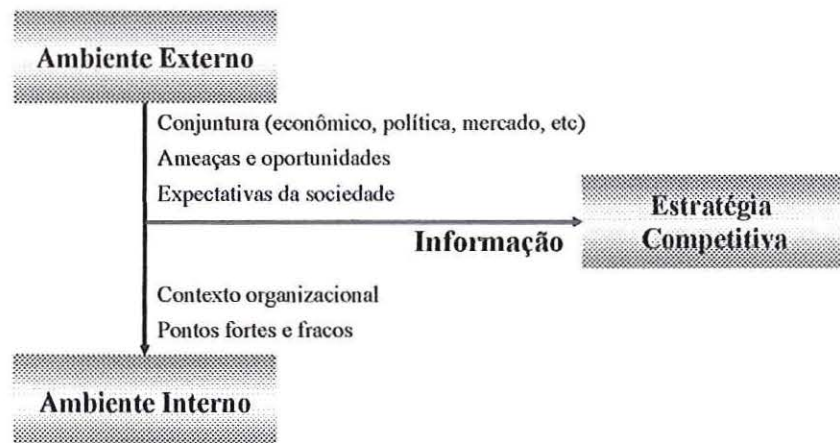 Ambiente Externo
Conjuntura (econômico, política, mercado, etc)
Ameaças e oportunidades
Expectativas da sociedade
Estratégia
Competitiva
Informação
Contexto organizacional
Pontos fortes e fracos
Ambiente Interno